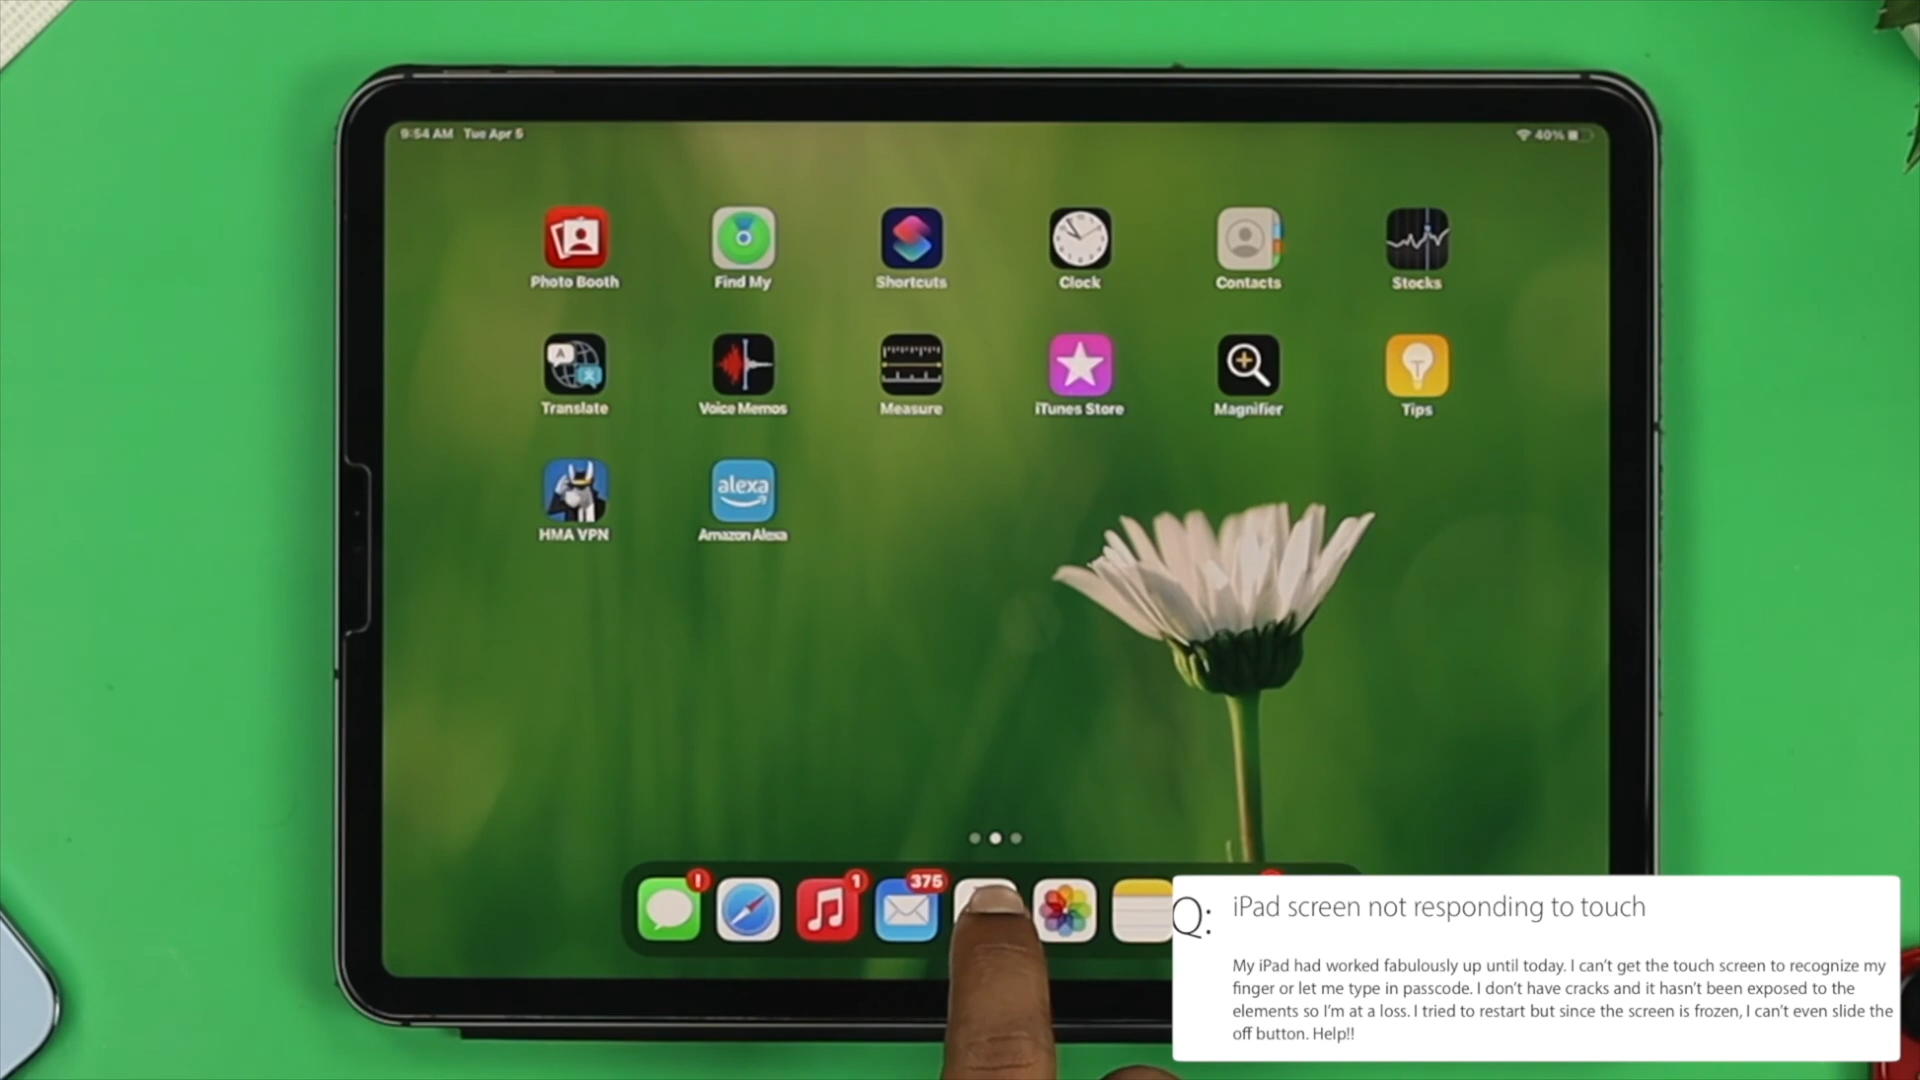 9:54 AM Tue Apr 5
40%
Photo Booth
Find My
Shortcuts
Clock
Contacts
Stocks
A
Translate
Voice Memos
Measure
iTunes Store
Magnifier
Tips
alexa
HMA VPN
Amazon Alexa
!
1
375
Q: iPad screen not responding to touch
My iPad had worked fabulously up until today. I can't get the touch screen to recognize my
finger or let me type in passcode. I don't have cracks and it hasn't been exposed to the
elements so I'm at a loss. I tried to restart but since the screen is frozen, I can't even slide the
off button. Help!!